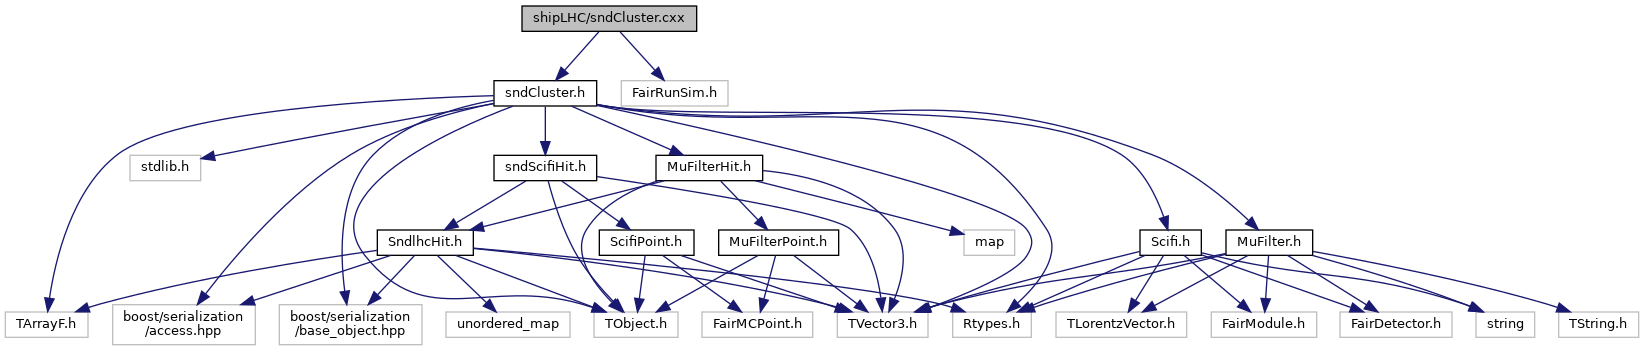 shipLHC/sndCluster.cxx
sndCluster.h
FairRunSim.h
stdlib.h
sndScifiHit.h
MuFilterHit.h
SndlhcHit.h
ScifiPoint.h
MuFilterPoint.h
map
Scifi.h
MuFilter.h
TArrayF.h
boost/serialization
/access.hpp
boost/serialization
/base_object.hpp
unordered_map
TObject.h
FairMCPoint.h
TVector3.h
Rtypes.h
TLorentzVector.h
FairModule.h
FairDetector.h
string
TString.h